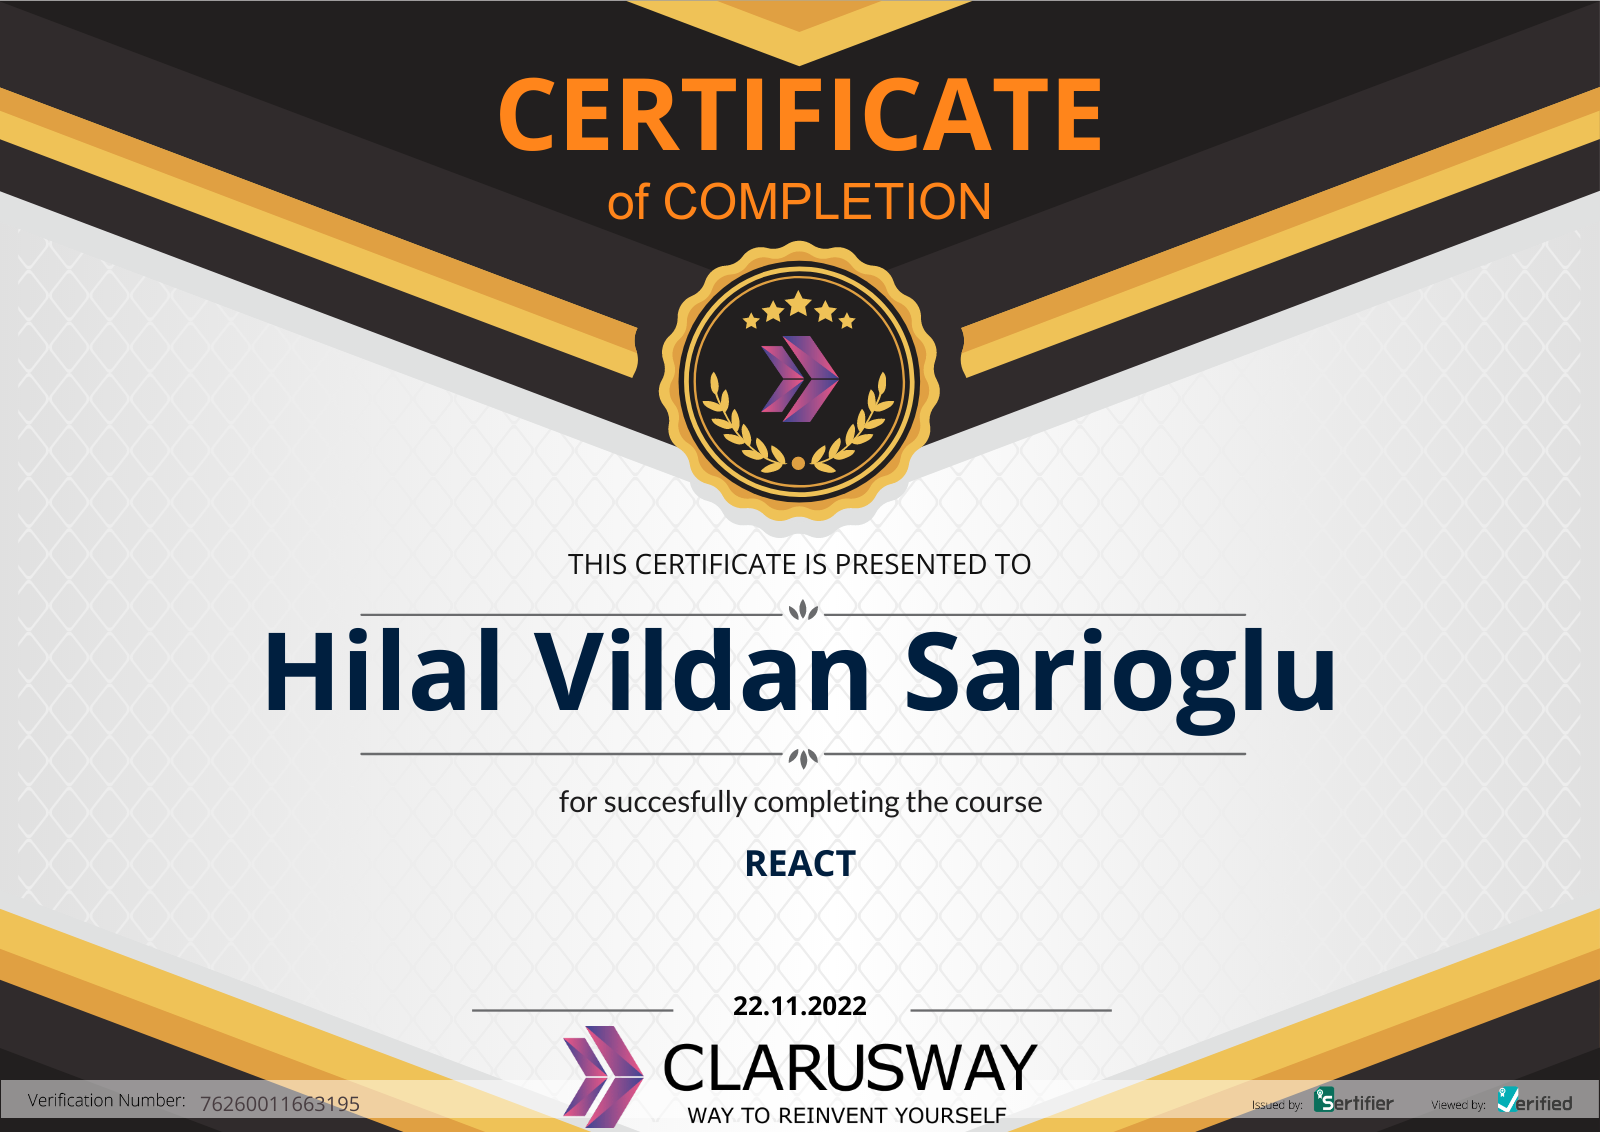 CERTIFICATE
of COMPLETION
THIS CERTIFICATE IS PRESENTED TO
Hilal Vildan Sarioglu
for succesfully completing the course
REACT
22.11.2022
CLARUSWAY
WAY TO REINVENT YOURSELF
Verification Number: 76260011663195
Issued by: Sertifier Viewed by: Verified